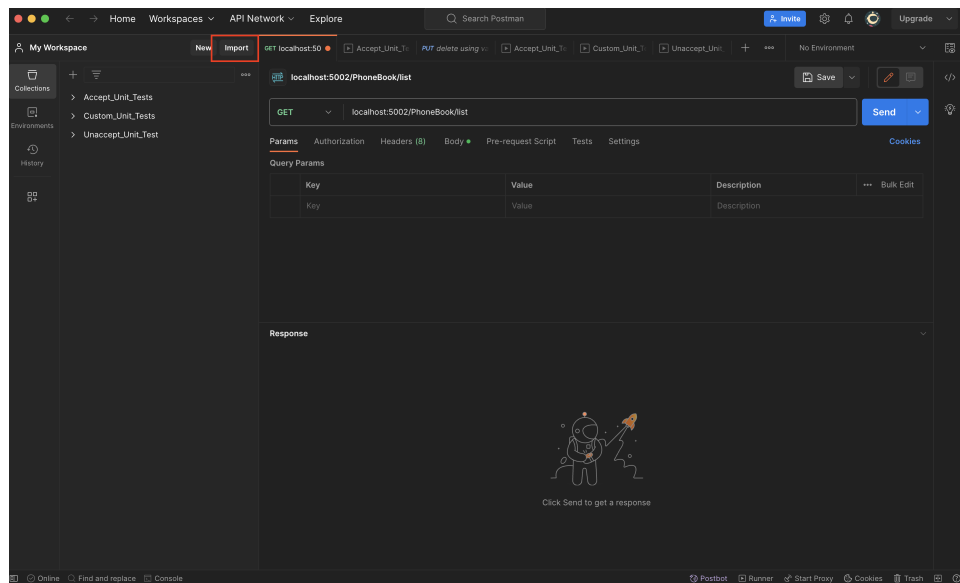 Home Workspaces API Network Explore Search Postman Invite Upgrade
My Workspace New Import GET localhost:50 Accept_Unit_Te PUT delete using va Accept_Unit_Te Custom_Unit_T Unaccept_Unit No Environment
Collections
Environments
History
Accept_Unit_Tests
Custom_Unit_Tests
Unaccept_Unit_Test
localhost:5002/PhoneBook/list Save
GET localhost:5002/PhoneBook/list Send
Params Authorization Headers (8) Body Pre-request Script Tests Settings Cookies
Query Params
Key Value Description Bulk Edit
Key Value Description
Response
Click Send to get a response
Online Find and replace Console Postbot Runner Start Proxy Cookies Trash